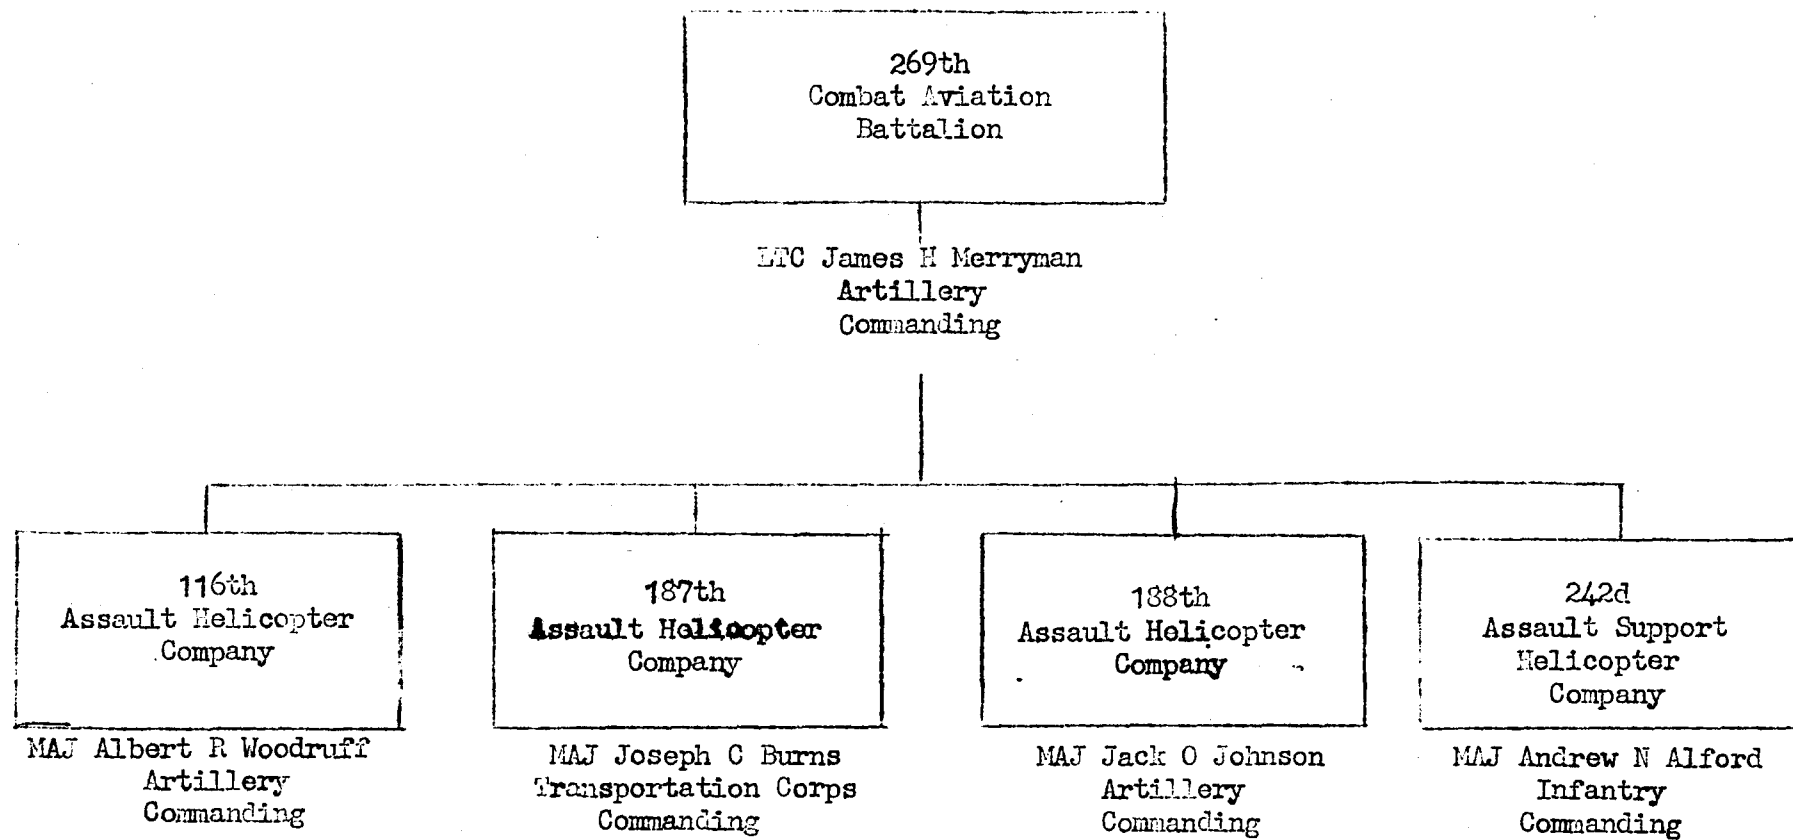 269th
Combat Aviation
Battalion
LTC James H Merryman
Artillery
Commanding
116th
Assault Helicopter
Company
MAJ Albert R Woodruff
Artillery
Commanding
187th
Assault Helicopter
Company
MAJ Joseph C Burns
Transportation Corps
Commanding
188th
Assault Helicopter
Company
MAJ Jack O Johnson
Artillery
Commanding
242d
Assault Support
Helicopter
Company
MAJ Andrew N Alford
Infantry
Commanding